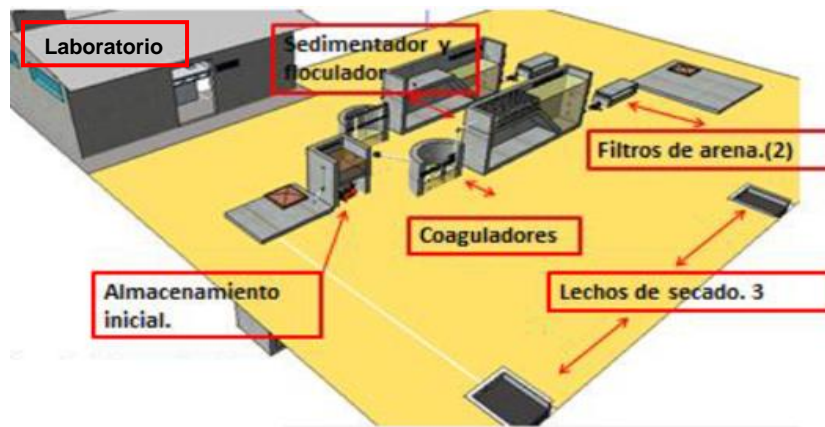 Laboratorio
Sedimentador y
floculador
Filtros de arena.(2)
Coaguladores
Almacenamiento
inicial.
Lechos de secado. 3